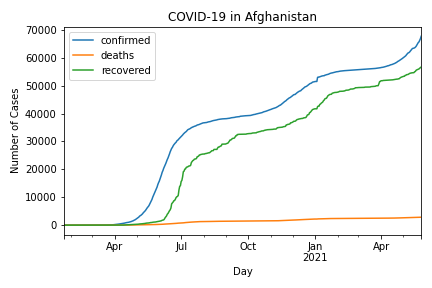 COVID-19 in Afghanistan
70000
60000
50000
40000
30000
20000
10000
0
Number of Cases
confirmed
deaths
recovered
Apr
Jul
Oct
Jan
2021
Apr
Day